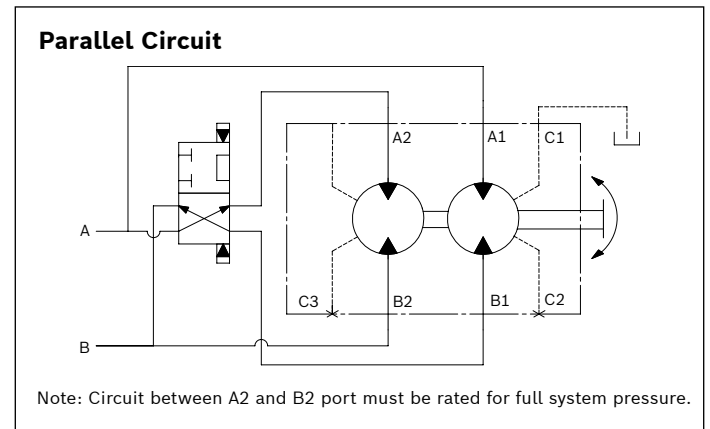 Parallel Circuit
A2
A1
C1
A
C3
B2
B1
C2
B
Note: Circuit between A2 and B2 port must be rated for full system pressure.